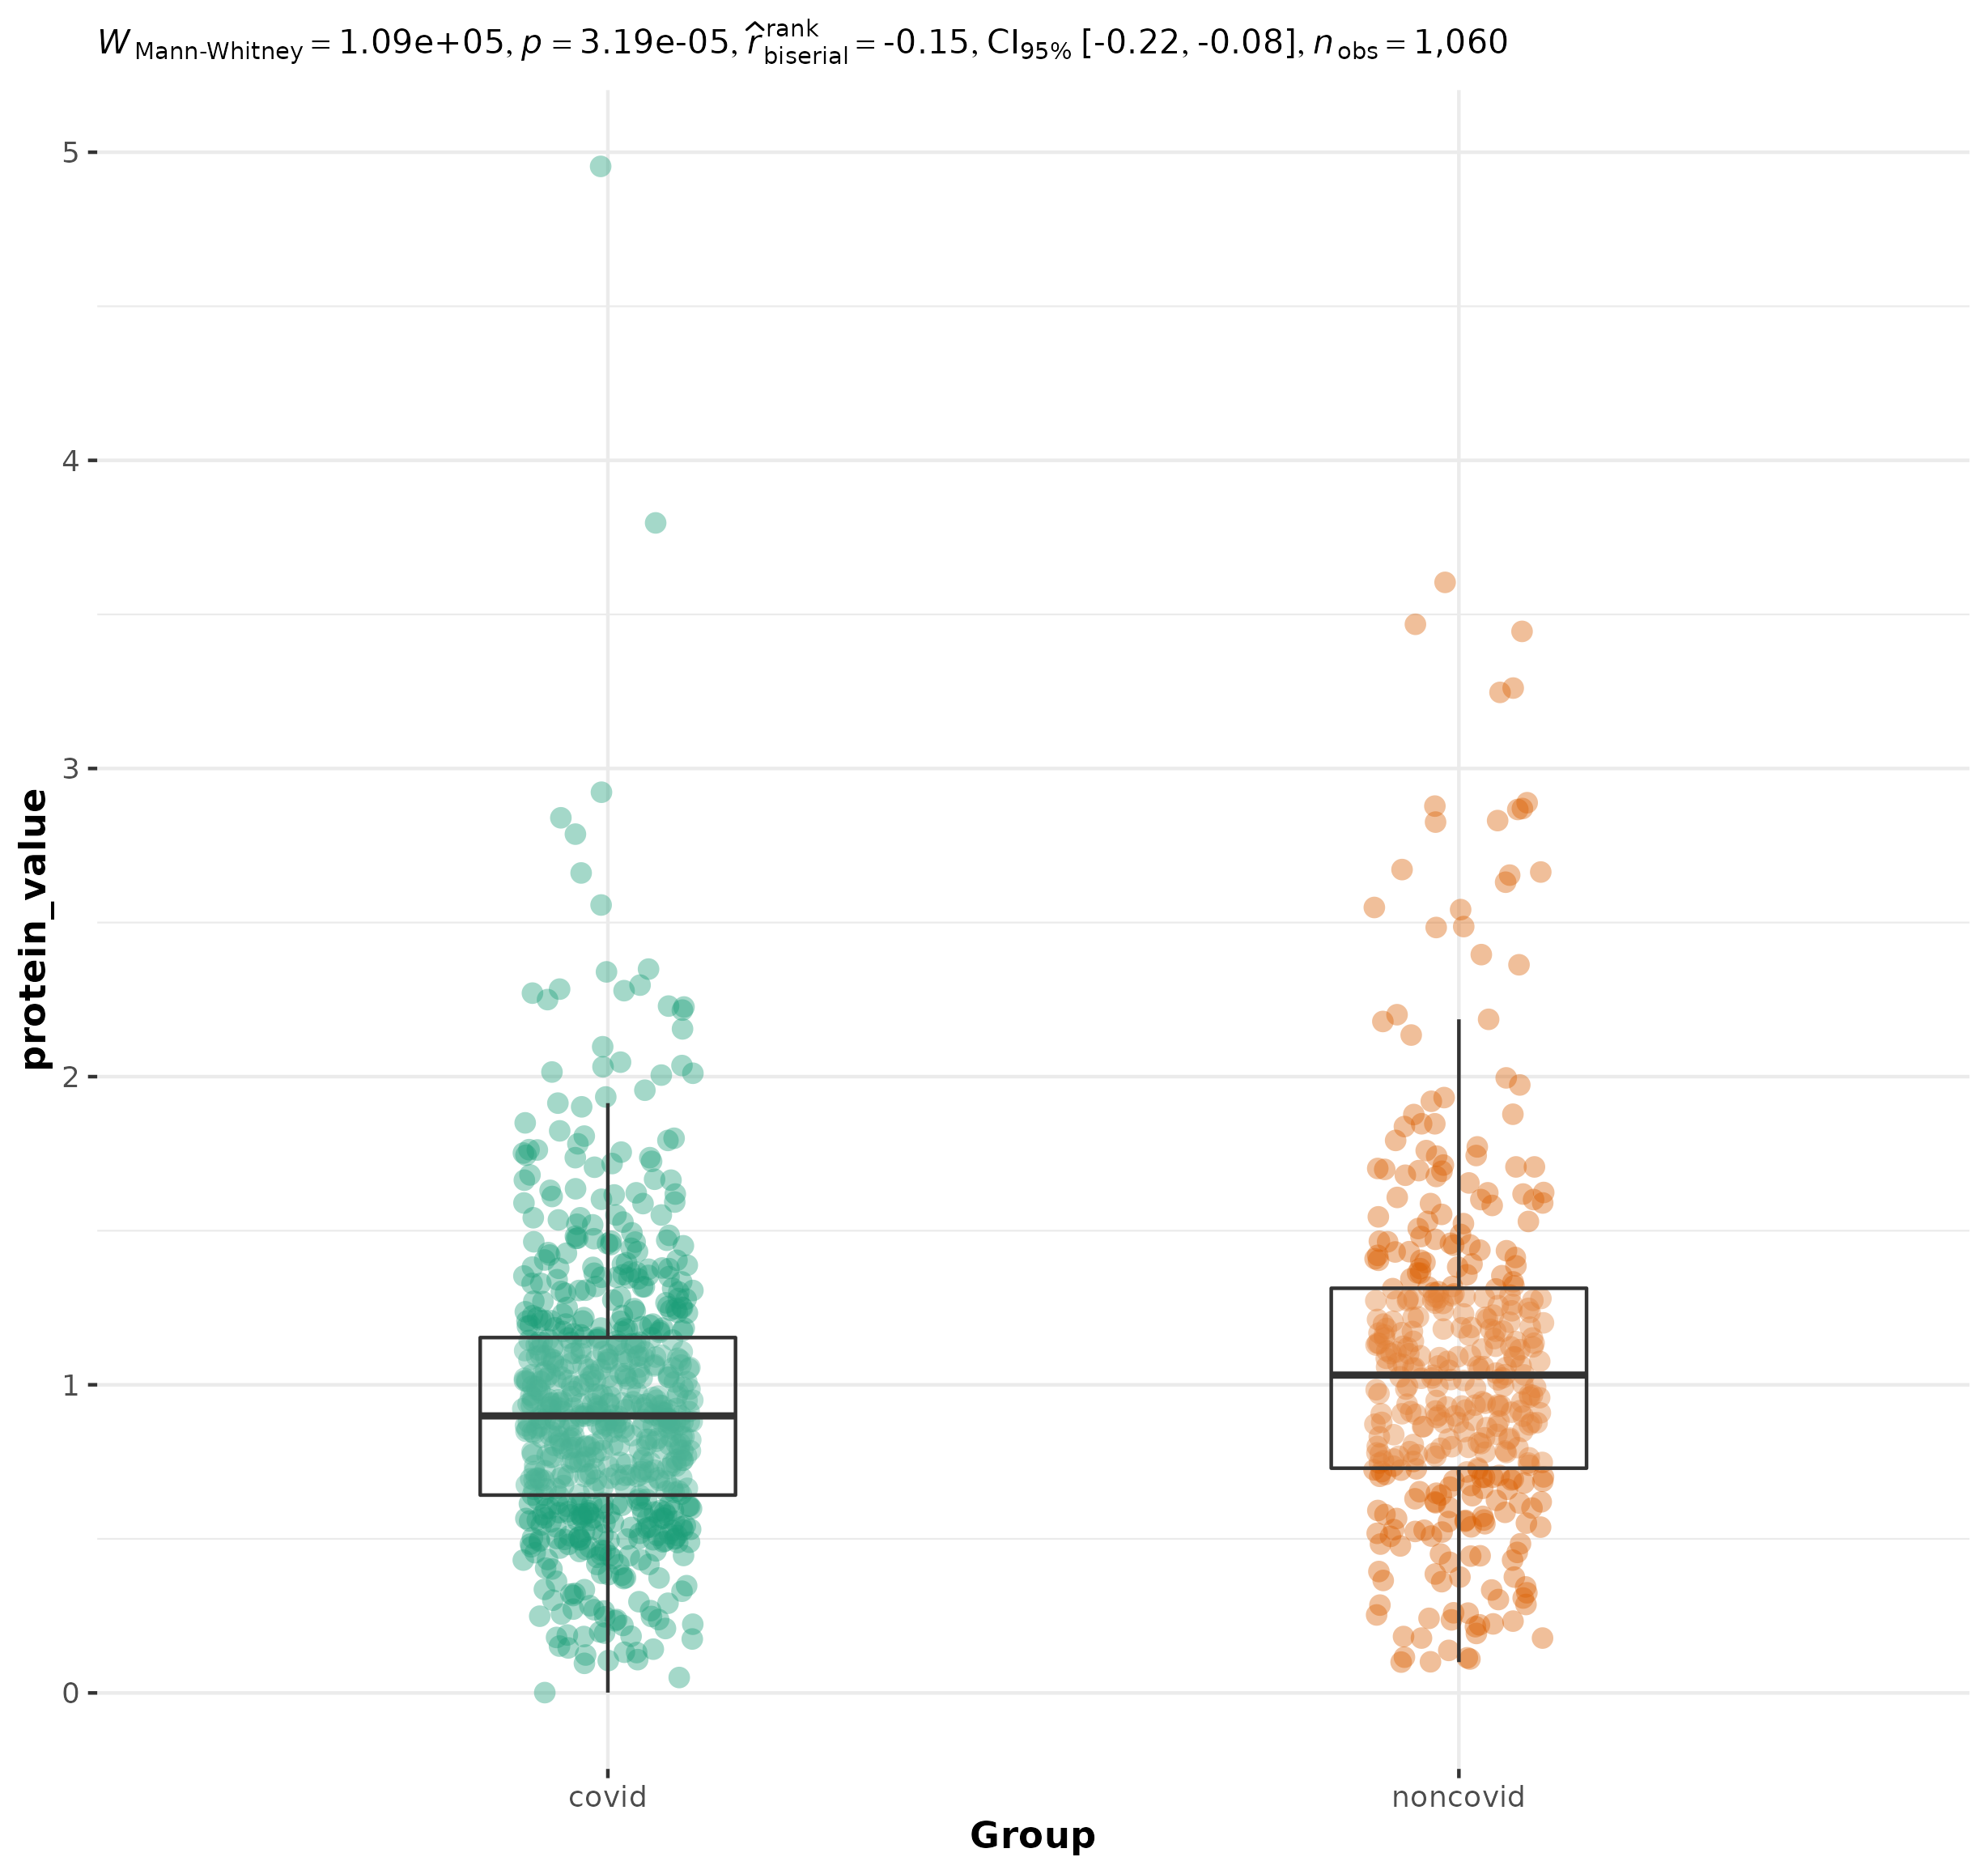 W Mann-Whitney = 1.09e+05, p = 3.19e-05, r̂ rank biserial = -0.15, CI95% [-0.22, -0.08], n obs = 1,060
5
4
3
2
1
0
protein_value
covid noncovid
Group